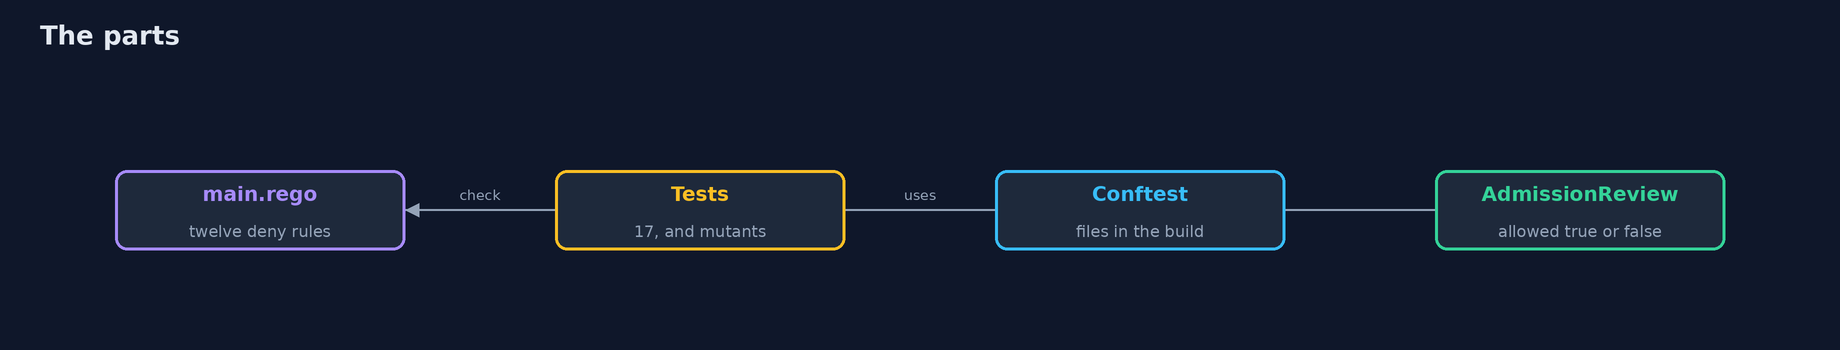 The parts
main.rego
twelve deny rules
check
Tests
17, and mutants
uses
Conftest
files in the build
AdmissionReview
allowed true or false